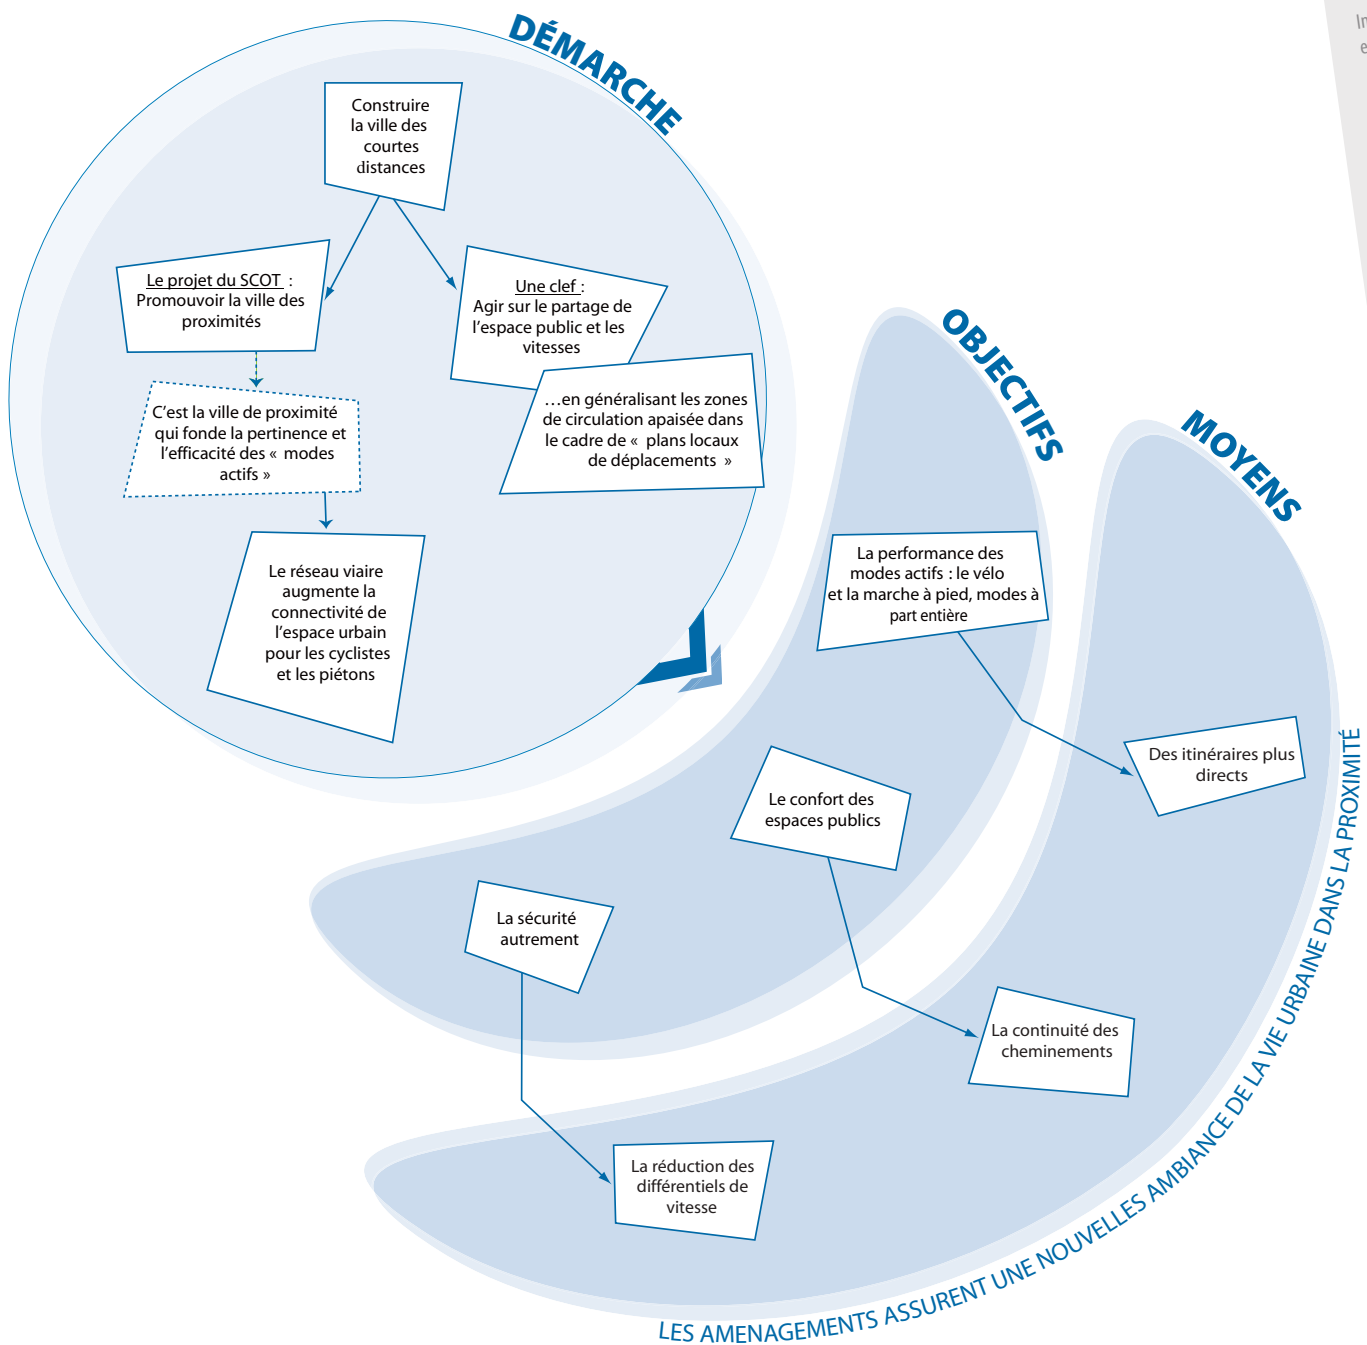 DÉMARCHE
Construire
la ville des
courtes
distances
Le projet du SCOT :
Promouvoir la ville des
proximités
Une clef :
Agir sur le partage de
l'espace public et les
vitesses
…en généralisant les zones
de circulation apaisée dans
le cadre de « plans locaux
de déplacements »
C'est la ville de proximité
qui fonde la pertinence et
l'efficacité des « modes
actifs »
Le réseau viaire
augmente la
connectivité de
l'espace urbain
pour les cyclistes
et les piétons
OBJECTIFS
La performance des
modes actifs : le vélo
et la marche à pied, modes à
part entière
Le confort des
espaces publics
La sécurité
autrement
MOYENS
Des itinéraires plus
directs
La continuité des
cheminements
La réduction des
différentiels de
vitesse
LES AMENAGEMENTS ASSURENT UNE NOUVELLES AMBIANCE DE LA VIE URBAINE DANS LA PROXIMITÉ